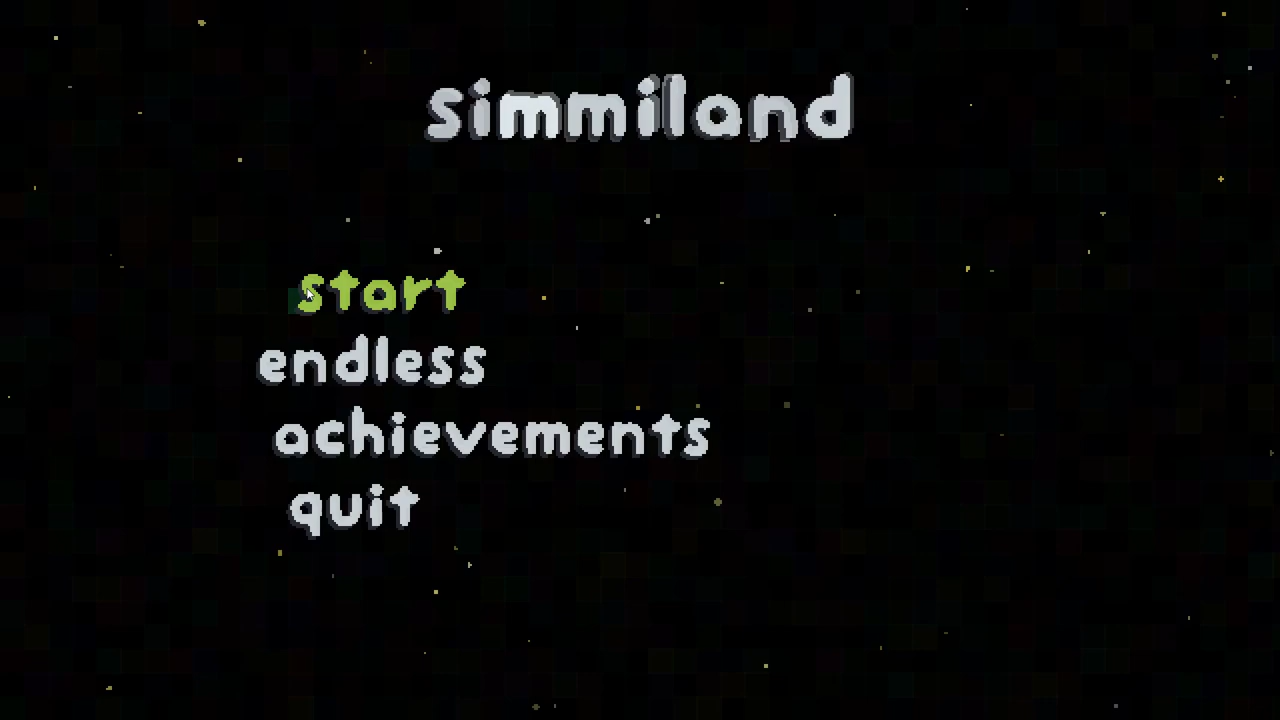 simmiland
start
endless
achievements
quit